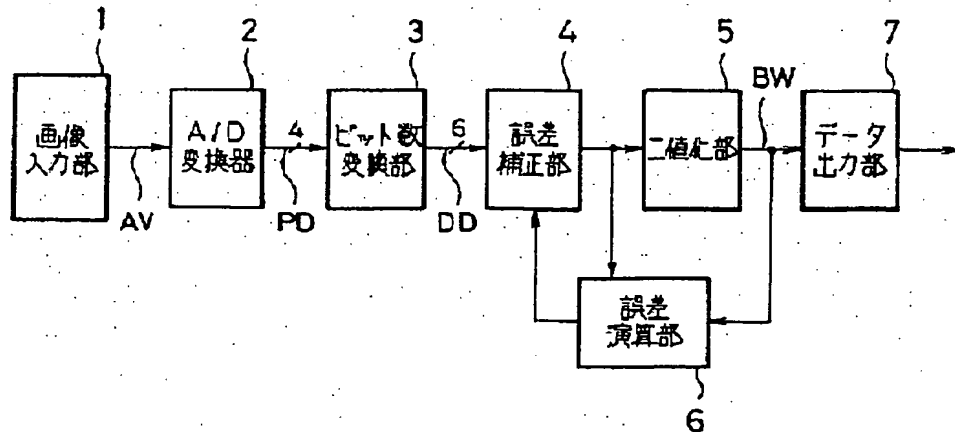 1
2
3
4
5
7
画像
入力部
AV
A/D
変換器
4
PD
ビット数
変換部
6
DD
誤差
補正部
二値化部
BW
データ
出力部
誤差
演算部
6